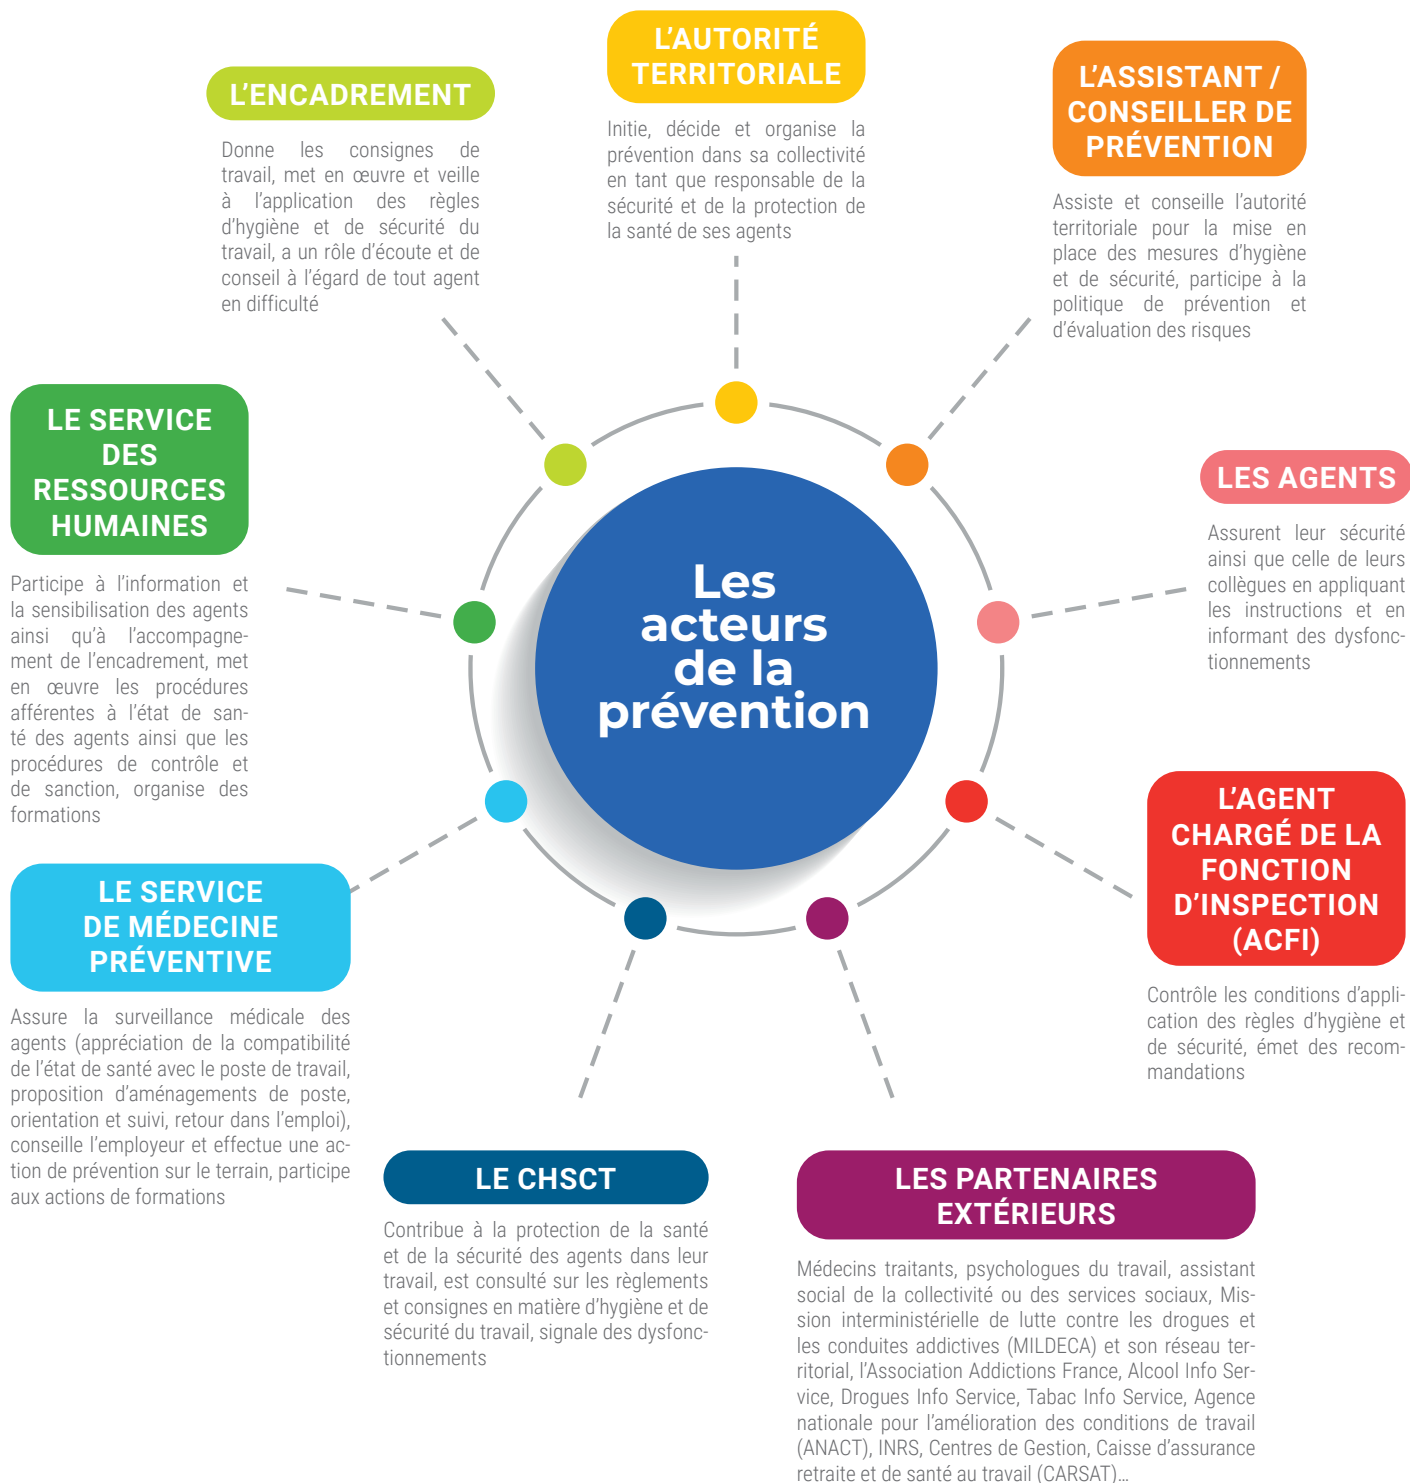 L'AUTORITÉ
TERRITORIALE
Initie, décide et organise la
prévention dans sa collectivité
en tant que responsable de la
sécurité et de la protection de
la santé de ses agents
L'ENCADREMENT
Donne les consignes de
travail, met en œuvre et veille
à l'application des règles
d'hygiène et de sécurité du
travail, a un rôle d'écoute et de
conseil à l'égard de tout agent
en difficulté
L'ASSISTANT /
CONSEILLER DE
PRÉVENTION
Assiste et conseille l'autorité
territoriale pour la mise en
place des mesures d'hygiène
et de sécurité, participe à la
politique de prévention et
d'évaluation des risques
LE SERVICE
DES
RESSOURCES
HUMAINES
Participe à l'information et
la sensibilisation des agents
ainsi qu'à l'accompagne-
ment de l'encadrement, met
en œuvre les procédures
afférentes à l'état de san-
té des agents ainsi que les
procédures de contrôle et
de sanction, organise des
formations
Les
acteurs
de la
prévention
LES AGENTS
Assurent leur sécurité
ainsi que celle de leurs
collègues en appliquant
les instructions et en
informant des dysfonc-
tionnements
L'AGENT
CHARGÉ DE LA
FONCTION
D'INSPECTION
(ACFI)
Contrôle les conditions d'appli-
cation des règles d'hygiène et
de sécurité, émet des recom-
mandations
LE SERVICE
DE MÉDECINE
PRÉVENTIVE
Assure la surveillance médicale des
agents (appréciation de la compatibilité
de l'état de santé avec le poste de travail,
proposition d'aménagements de poste,
orientation et suivi, retour dans l'emploi),
conseille l'employeur et effectue une ac-
tion de prévention sur le terrain, participe
aux actions de formations
LE CHSCT
Contribue à la protection de la santé
et de la sécurité des agents dans leur
travail, est consulté sur les règlements
et consignes en matière d'hygiène et de
sécurité du travail, signale des dysfonc-
tionnements
LES PARTENAIRES
EXTÉRIEURS
Médecins traitants, psychologues du travail, assistant
social de la collectivité ou des services sociaux, Mis-
sion interministérielle de lutte contre les drogues et
les conduites addictives (MILDECA) et son réseau ter-
ritorial, l'Association Addictions France, Alcool Info Ser-
vice, Drogues Info Service, Tabac Info Service, Agence
nationale pour l'amélioration des conditions de travail
(ANACT), INRS, Centres de Gestion, Caisse d'assurance
retraite et de santé au travail (CARSAT)…